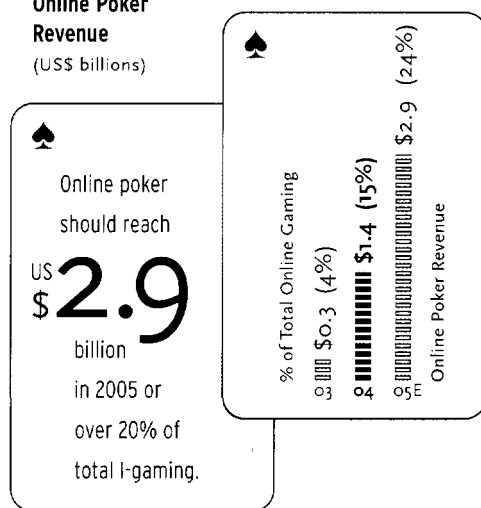 Online Poker
Revenue
(US$ billions)
Online poker
should reach
US
$2.9
billion
in 2005 or
over 20% of
total I-gaming.
% of Total Online Gaming
03 $0.3 (4%)
04 $1.4 (15%)
05E $2.9 (24%)
Online Poker Revenue